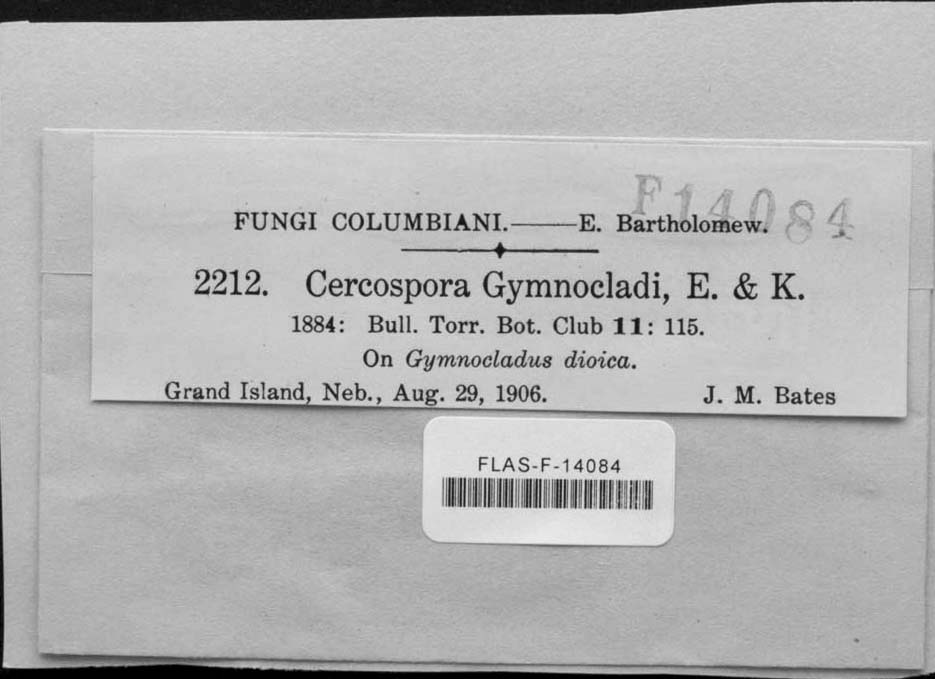 F14084
FUNGI COLUMBIANI.——E. Bartholomew.
2212. Cercospora Gymnocladi, E. & K.
1884: Bull. Torr. Bot. Club 11: 115.
On Gymnocladus dioica.
Grand Island, Neb., Aug. 29, 1906. J. M. Bates
FLAS-F-14084